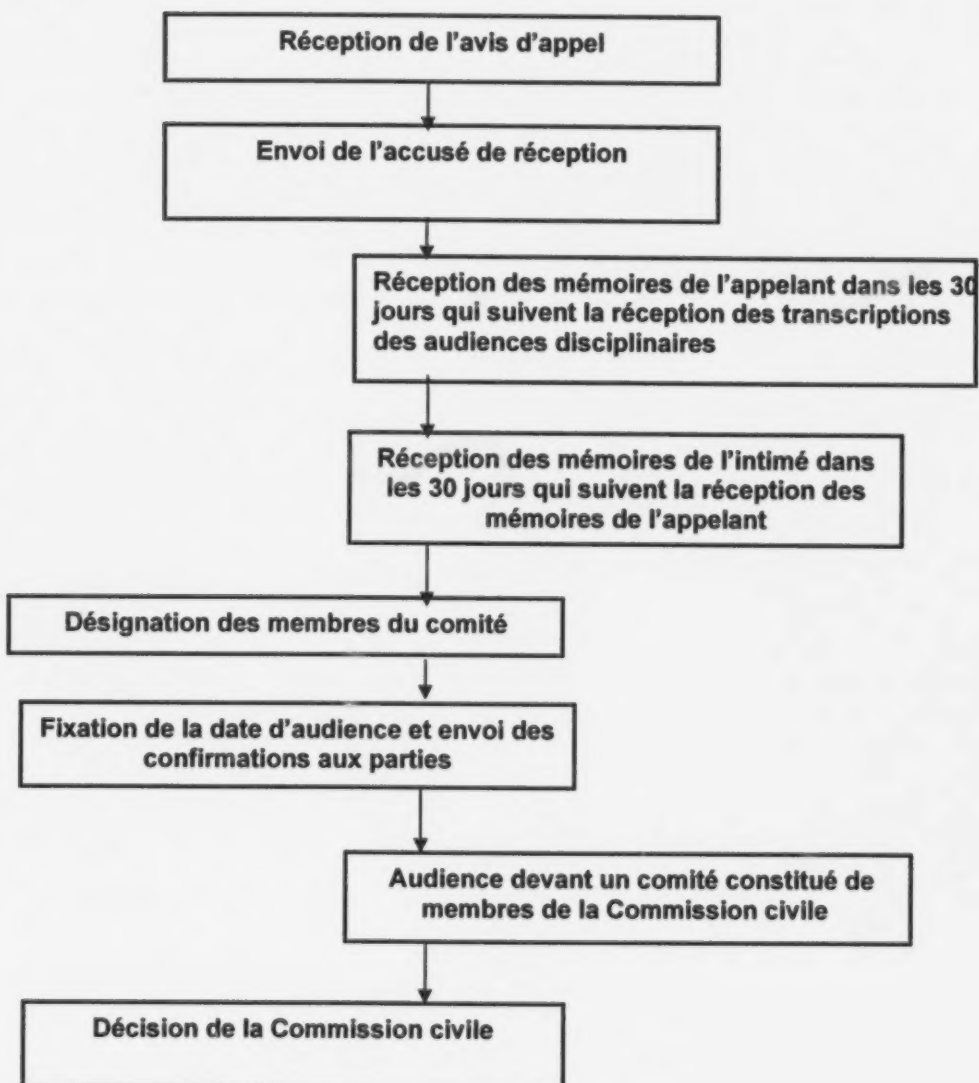 Réception de l'avis d'appel
Envoi de l'accusé de réception
Réception des mémoires de l'appelant dans les 30
jours qui suivent la réception des transcriptions
des audiences disciplinaires
Réception des mémoires de l'intimé dans
les 30 jours qui suivent la réception des
mémoires de l'appelant
Désignation des membres du comité
Fixation de la date d'audience et envoi des
confirmations aux parties
Audience devant un comité constitué de
membres de la Commission civile
Décision de la Commission civile